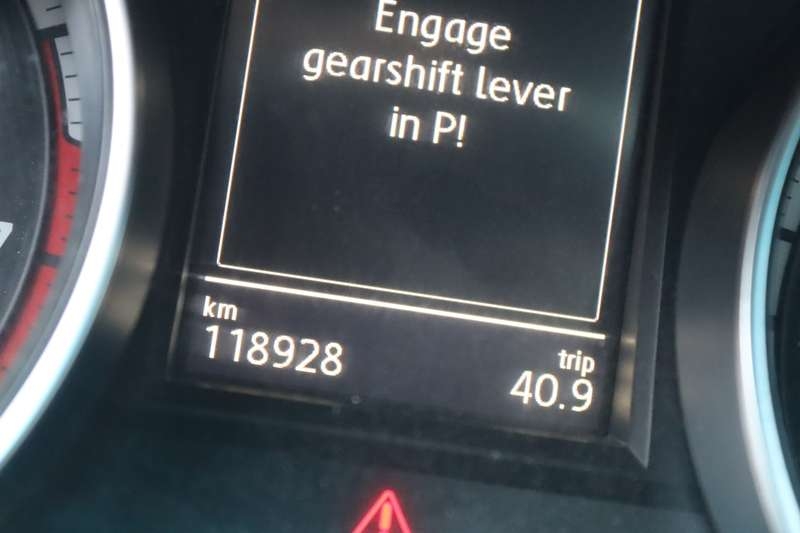 Engage
gearshift lever
in P!
km
118928
trip
40.9